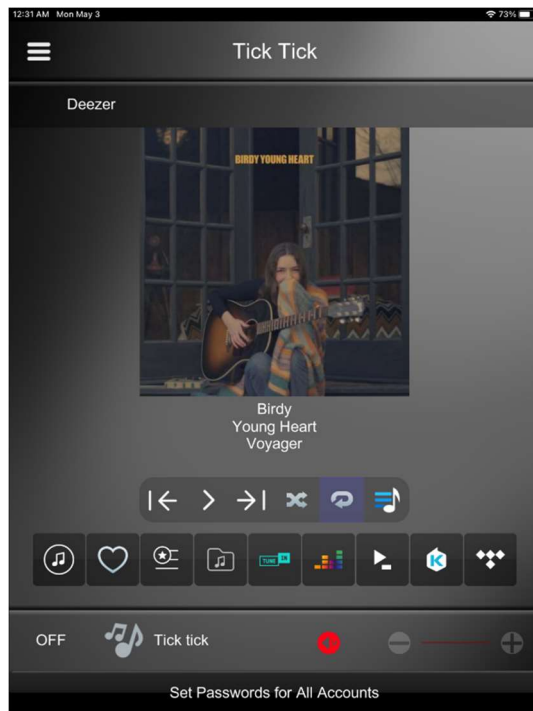 12:31 AM Mon May 3
73%
Tick Tick
Deezer
BIRDY YOUNG HEART
Birdy
Young Heart
Voyager
TUNE IN
K
OFF
Tick tick
Set Passwords for All Accounts